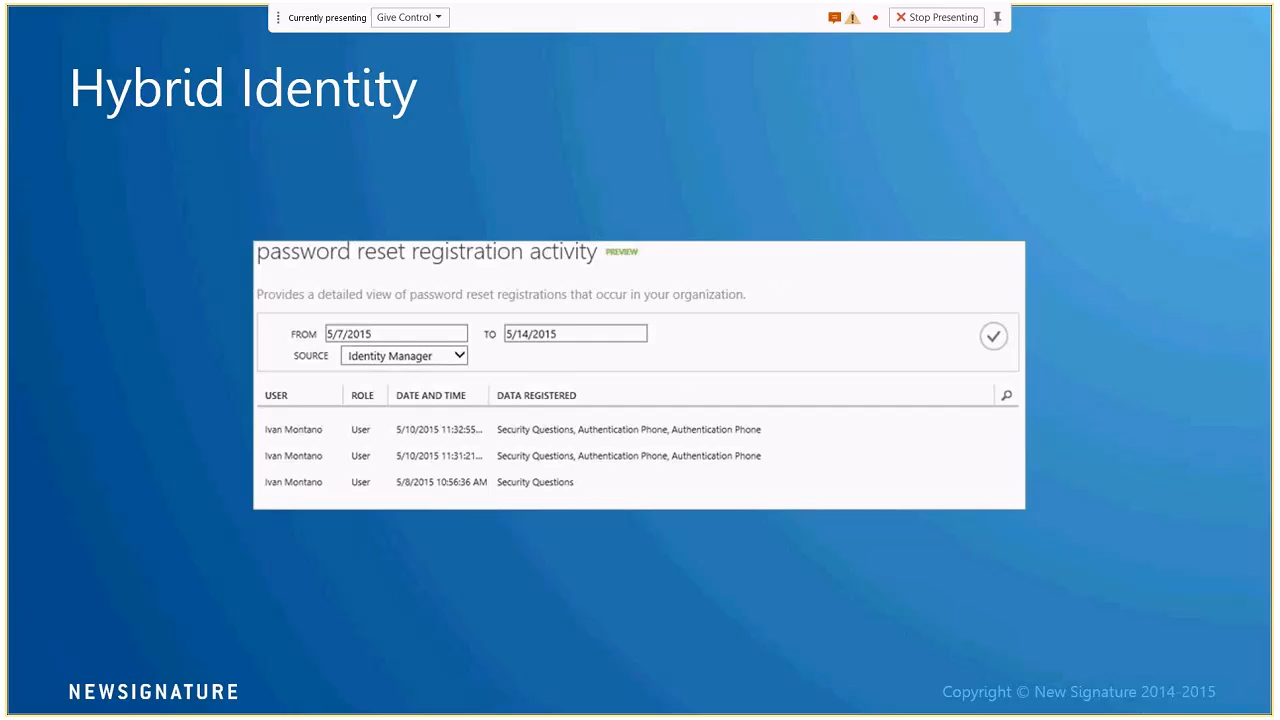 Currently presenting Give Control Stop Presenting
Hybrid Identity
password reset registration activity PREVIEW
Provides a detailed view of password reset registrations that occur in your organization.
FROM 5/7/2015 TO 5/14/2015
SOURCE Identity Manager
USER ROLE DATE AND TIME DATA REGISTERED
Ivan Montano User 5/10/2015 11:32:55... Security Questions, Authentication Phone, Authentication Phone
Ivan Montano User 5/10/2015 11:31:21... Security Questions, Authentication Phone, Authentication Phone
Ivan Montano User 5/8/2015 10:56:36 AM Security Questions
NEWSIGNATURE Copyright © New Signature 2014-2015